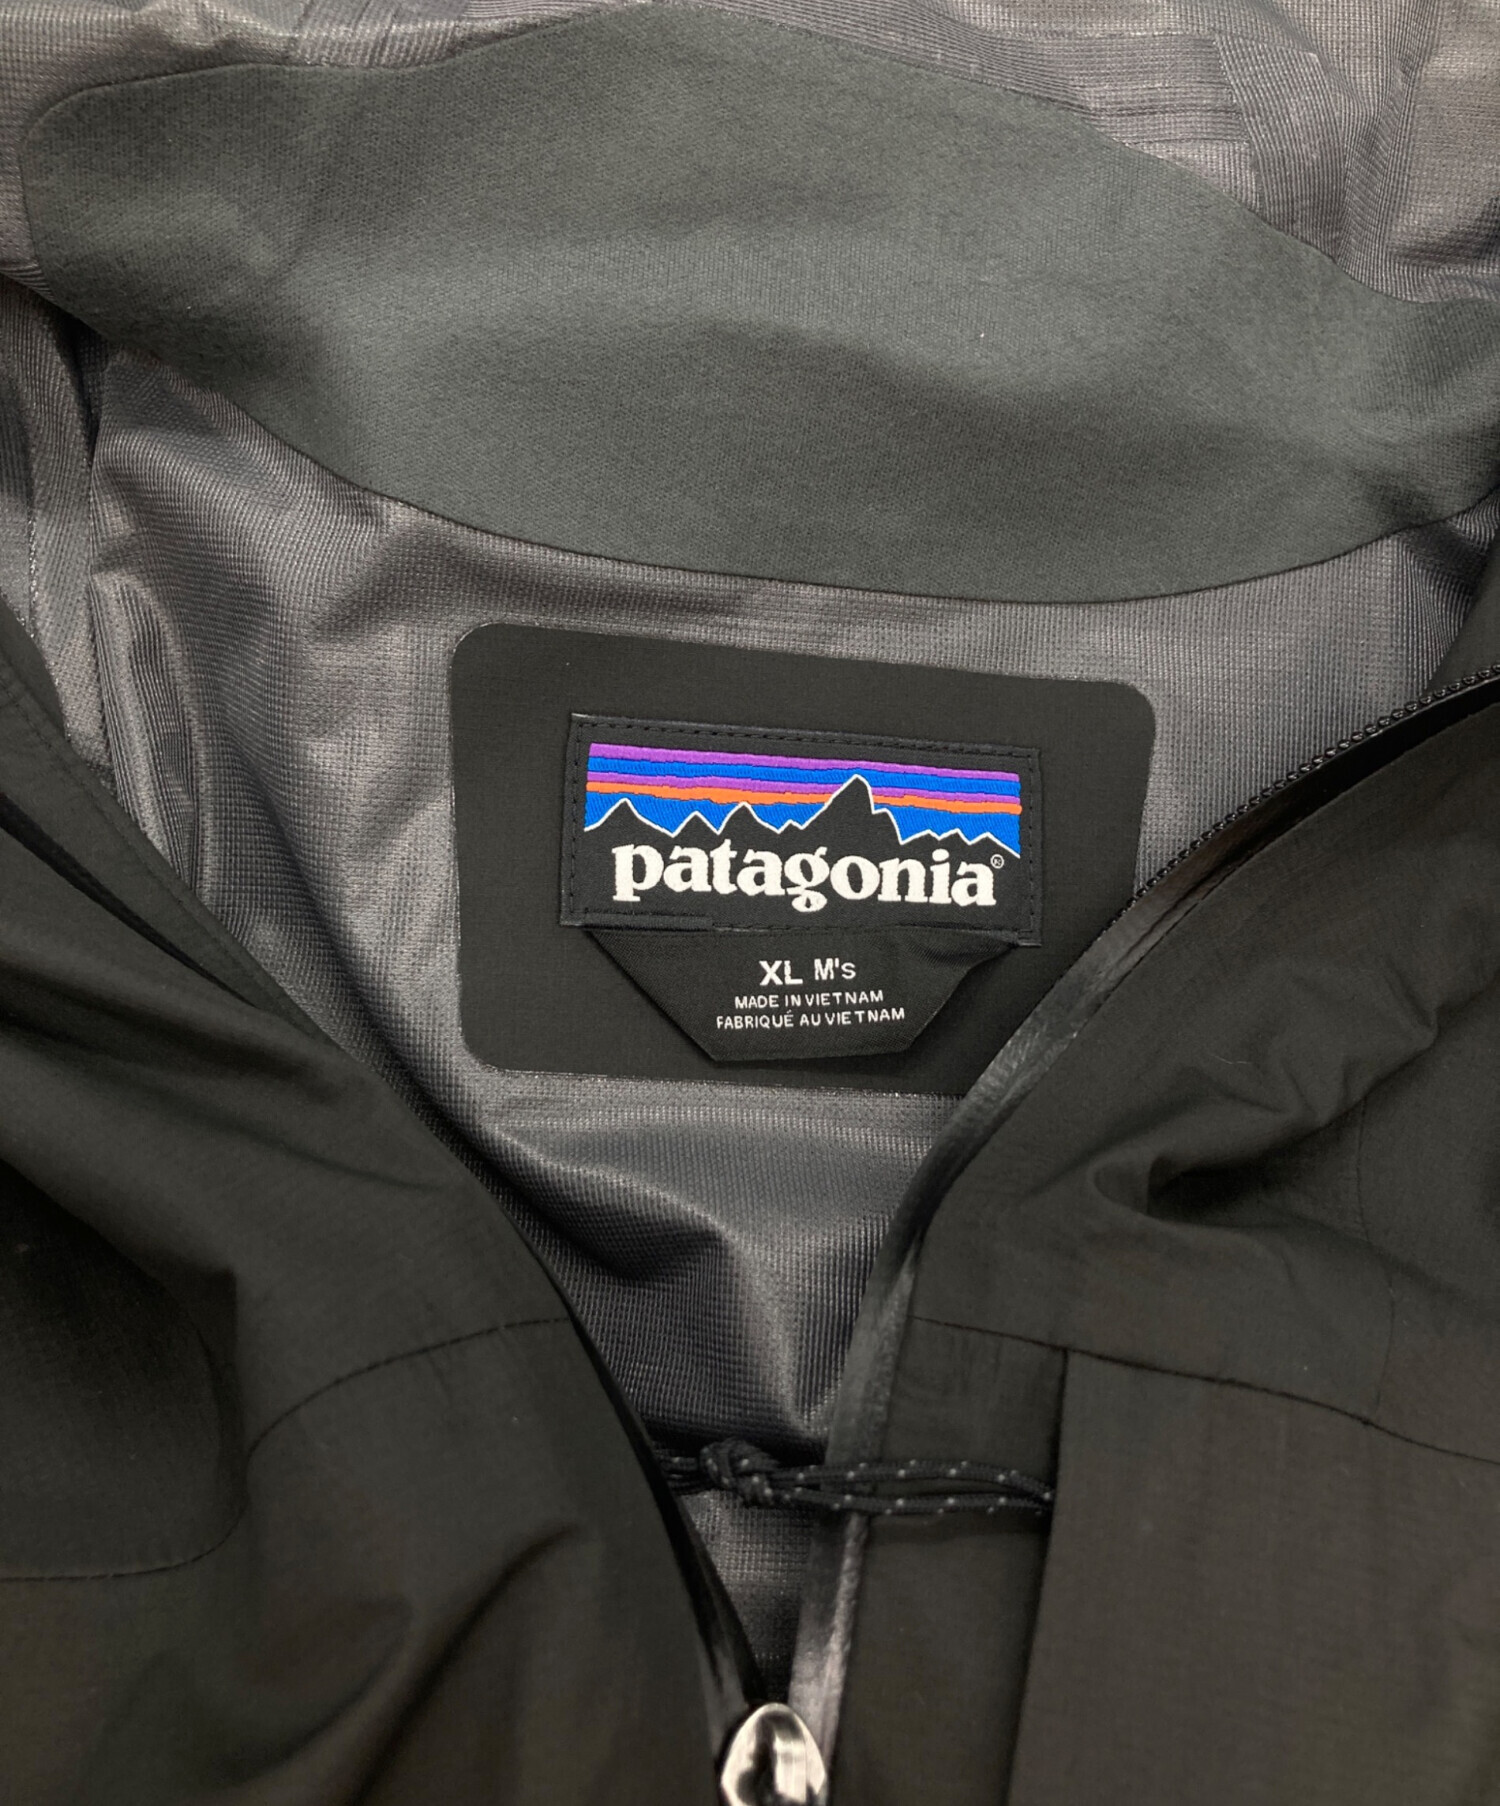 patagonia®
XL M's
MADE IN VIETNAM
FABRIQUÉ AU VIETNAM